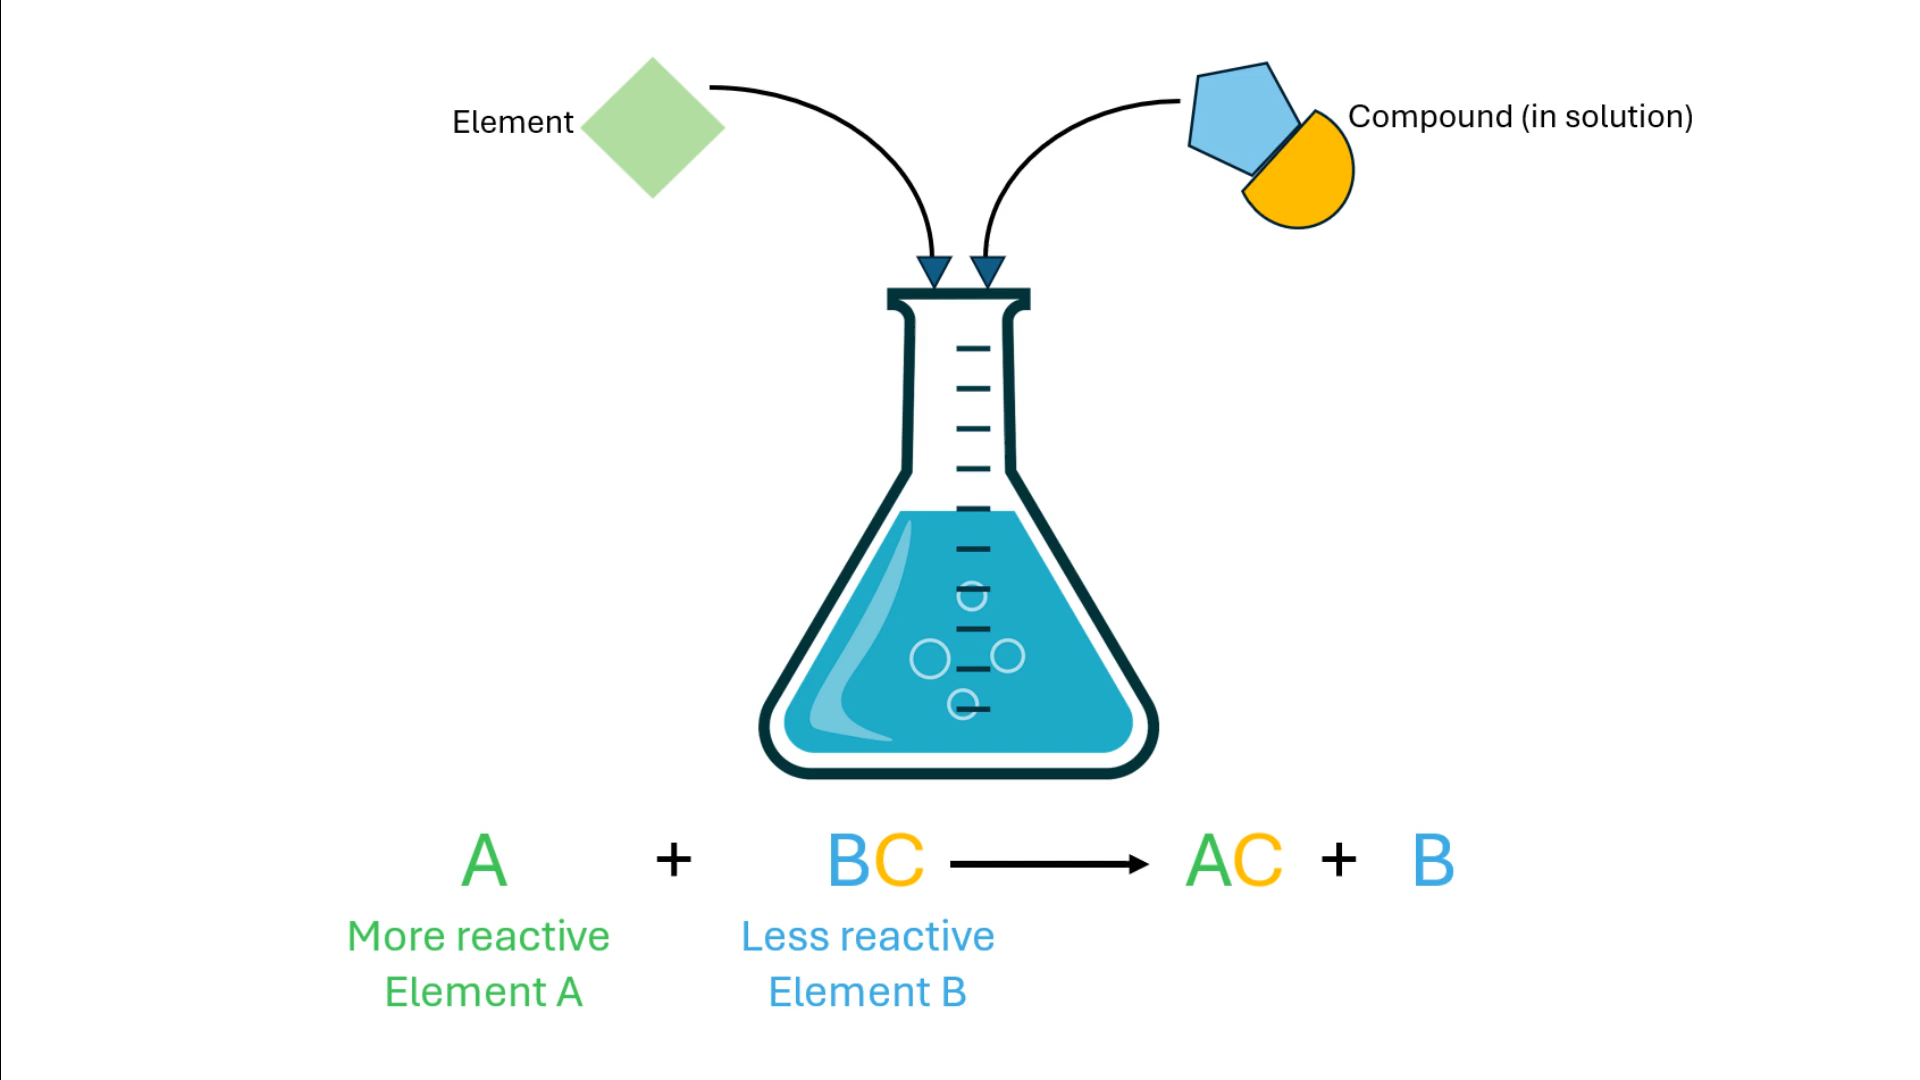 Element
Compound (in solution)
A + BC AC + B
More reactive Less reactive
Element A Element B